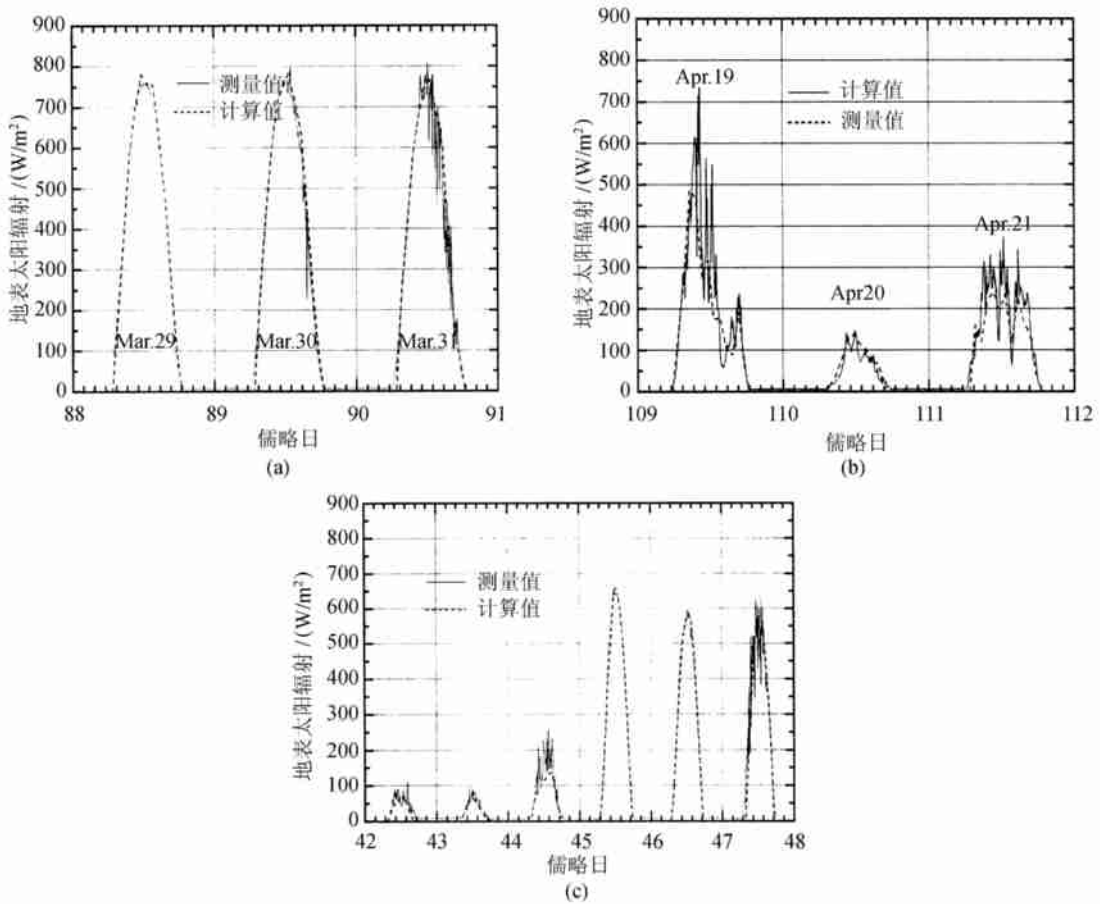 900
800
700
600
500
400
300
200
100
0
地表太阳辐射/(W/m²)
测量值
计算值
Mar.29
Mar.30
Mar.31
88
89
90
91
儒略日
(a)
900
800
700
600
500
400
300
200
100
0
地表太阳辐射/(W/m²)
Apr.19
计算值
测量值
Apr20
Apr.21
109
110
111
112
儒略日
(b)
900
800
700
600
500
400
300
200
100
0
地表太阳辐射/(W/m²)
测量值
计算值
42
43
44
45
46
47
48
儒略日
(c)